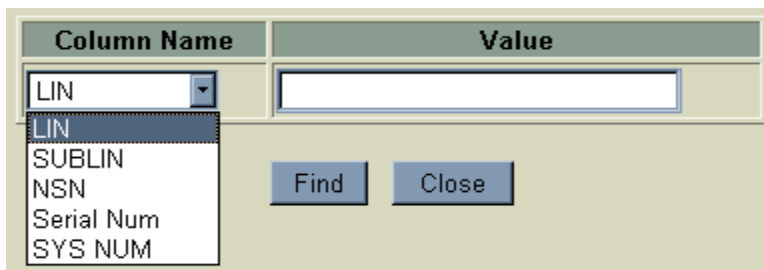 Column Name Value
LIN
LIN
SUBLIN
NSN
Serial Num
SYS NUM
Find Close